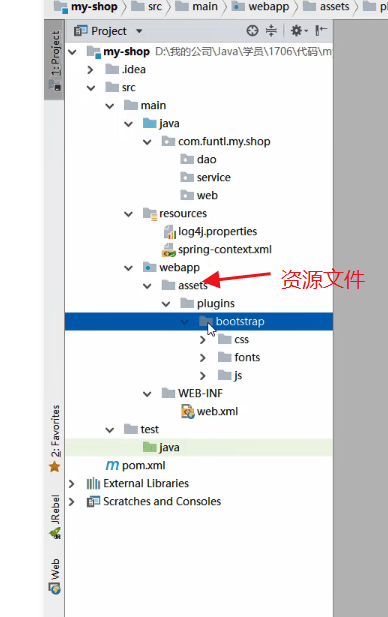 my-shop src main webapp assets pl
Project
my-shop D:\我的公司\Java\学员\1706\代码\my
.idea
src
main
java
com.funtl.my.shop
dao
service
web
resources
log4j.properties
spring-context.xml
webapp
assets
资源文件
plugins
bootstrap
css
fonts
js
WEB-INF
web.xml
test
java
pom.xml
External Libraries
Scratches and Consoles
1: Project
2: Favorites
JRebel
Web